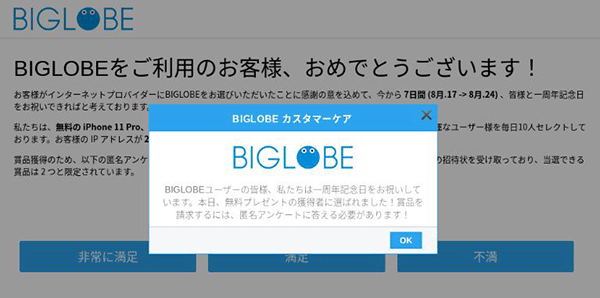 BIGLOBE
BIGLOBEをご利用のお客様、おめでとうございます！
お客様がインターネットプロバイダーにBIGLOBEをお選びいただいたことに感謝の意を込めて、今から 7日間 (8月.17 -> 8月.24) 、皆様と一周年記念日
をお祝いできればと考えております。
私たちは、無料の iPhone 11 Pro、
なユーザー様を毎日10人セレクトして
おります。お客様の IP アドレスが 2
賞品獲得のため、以下の匿名アンケ
の招待状を受け取っており、当選できる
賞品は２つと限定されています。
BIGLOBE カスタマーケア
BIGLOBE
BIGLOBEユーザーの皆様、私たちは一周年記念日をお祝いして
います。本日、無料プレゼントの獲得者に選ばれました！賞品を
請求するには、匿名アンケートに答える必要があります！
OK
非常に満足
満足
不満